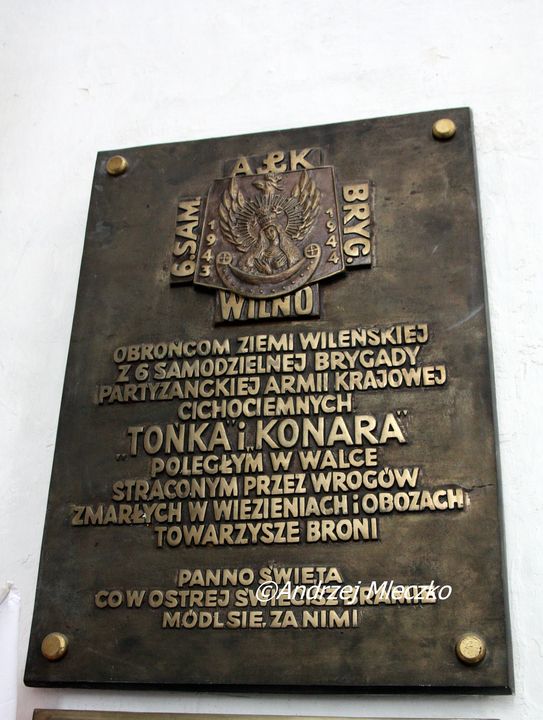 A K
6. SAM.
BRYG.
1943
1944
WILNO
OBROŃCOM ZIEMI WILEŃSKIEJ
Z 6 SAMODZIELNEJ BRYGADY
PARTYZANCKIEJ ARMII KRAJOWEJ
CICHOCIEMNYCH
„TONKA" i „KONARA"
POLEGŁYM W WALCE
STRACONYM PRZEZ WROGÓW
ZMARŁYCH W WIĘZIENIACH i OBOZACH
TOWARZYSZE BRONI
PANNO ŚWIĘTA
CO W OSTREJ ŚWIECISZ BRAMIE
MÓDL SIĘ ZA NIMI
©Andrzej Mleczko